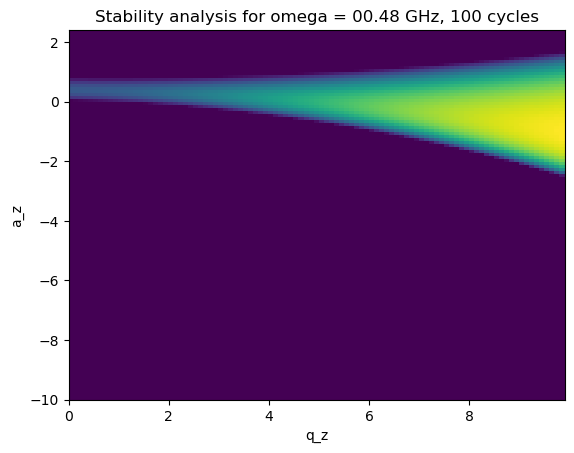 Stability analysis for omega = 00.48 GHz, 100 cycles
2
0
−2
−4
−6
−8
−10
a_z
0 2 4 6 8
q_z